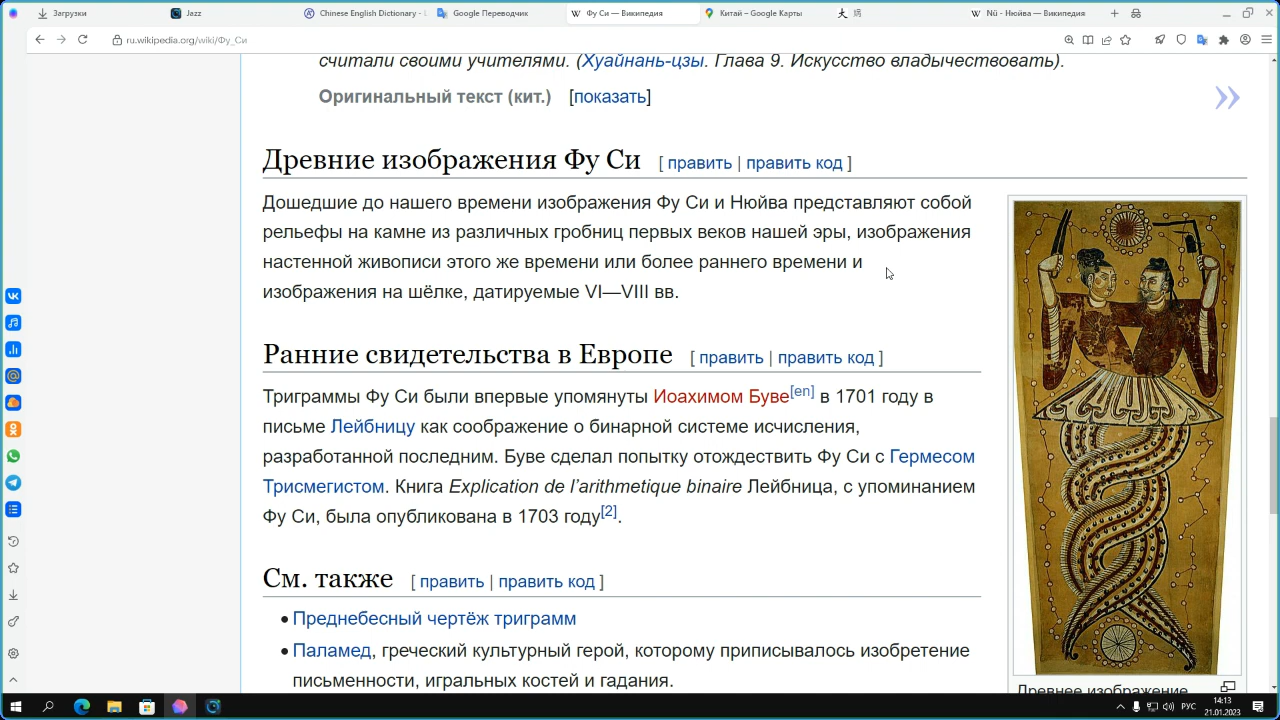 Загрузки
Jazz
Chinese English Dictionary - L
Google Переводчик
Фу Си — Википедия
Китай – Google Карты
Nü - Нюйва — Википедия
ru.wikipedia.org/wiki/Фу_Си
считали своими учителями. (Хуайнань-цзы. Глава 9. Искусство владычествовать).
Оригинальный текст (кит.) [показать]
Древние изображения Фу Си [ править | править код ]
Дошедшие до нашего времени изображения Фу Си и Нюйва представляют собой
рельефы на камне из различных гробниц первых веков нашей эры, изображения
настенной живописи этого же времени или более раннего времени и
изображения на шёлке, датируемые VI—VIII вв.
Ранние свидетельства в Европе [ править | править код ]
Триграммы Фу Си были впервые упомянуты Иоахимом Буве[en] в 1701 году в
письме Лейбницу как соображение о бинарной системе исчисления,
разработанной последним. Буве сделал попытку отождествить Фу Си с Гермесом
Трисмегистом. Книга Explication de l’arithmetique binaire Лейбница, с упоминанием
Фу Си, была опубликована в 1703 году[2].
См. также [ править | править код ]
Преднебесный чертёж триграмм
Паламед, греческий культурный герой, которому приписывалось изобретение
письменности, игральных костей и гадания.
Древнее изображение
РУС
14:13
21.01.2023